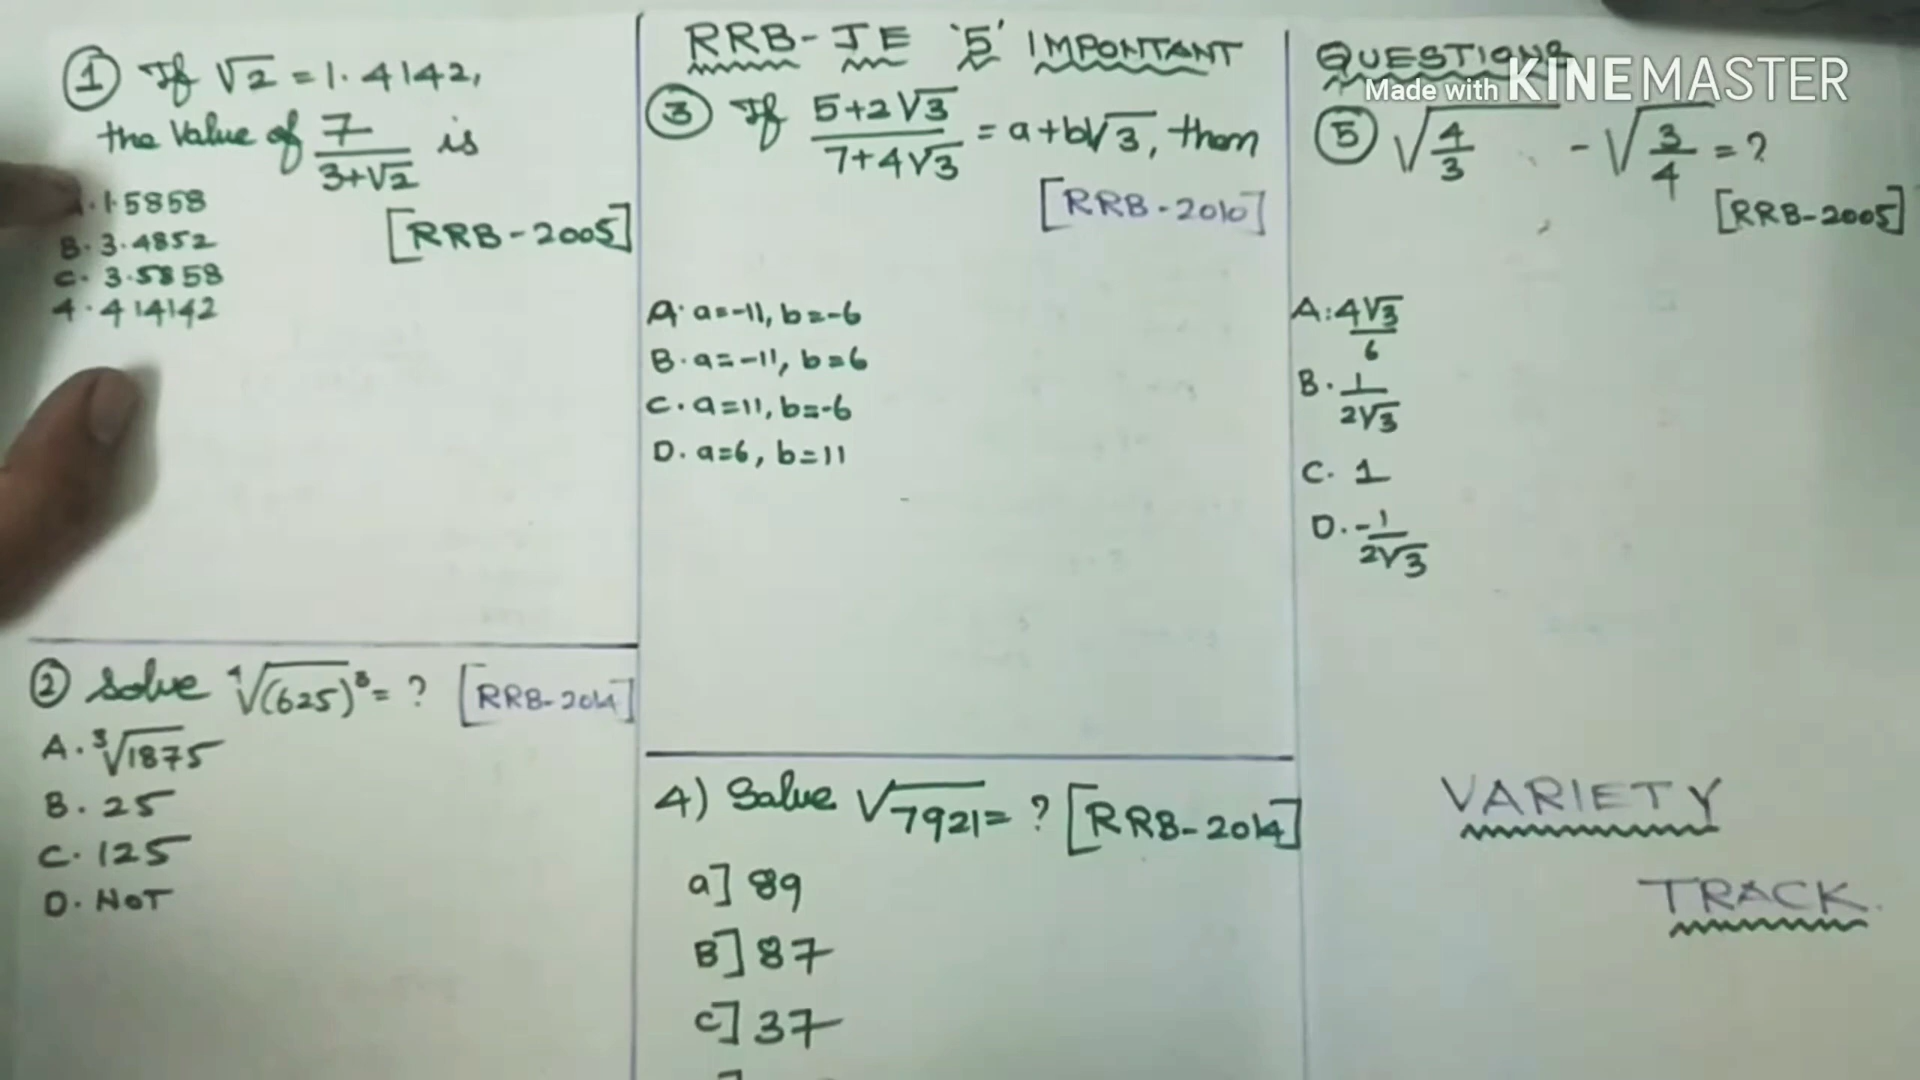 RRB-JE '5' IMPONTANT QUESTIONS
Made with KINEMASTER
① If √2 = 1.4142,
the value of 7/(3+√2) is
[RRB-2005]
A. 1.5858
B. 3.4852
C. 3.5858
4. 414142
② Solve ⁴√(625)³ = ? [RRB-2014]
A. ³√1875
B. 25
C. 125
D. NOT
③ If (5+2√3)/(7+4√3) = a+b√3, then
[RRB-2010]
A. a=-11, b=-6
B. a=-11, b=6
C. a=11, b=-6
D. a=6, b=11
4) Solve √7921 = ? [RRB-2014]
a] 89
B] 87
C] 37
⑤ √(4/3) - √(3/4) = ?
[RRB-2005]
A: 4√3/6
B. 1/2√3
C. 1
D. -1/2√3
VARIETY
TRACK.